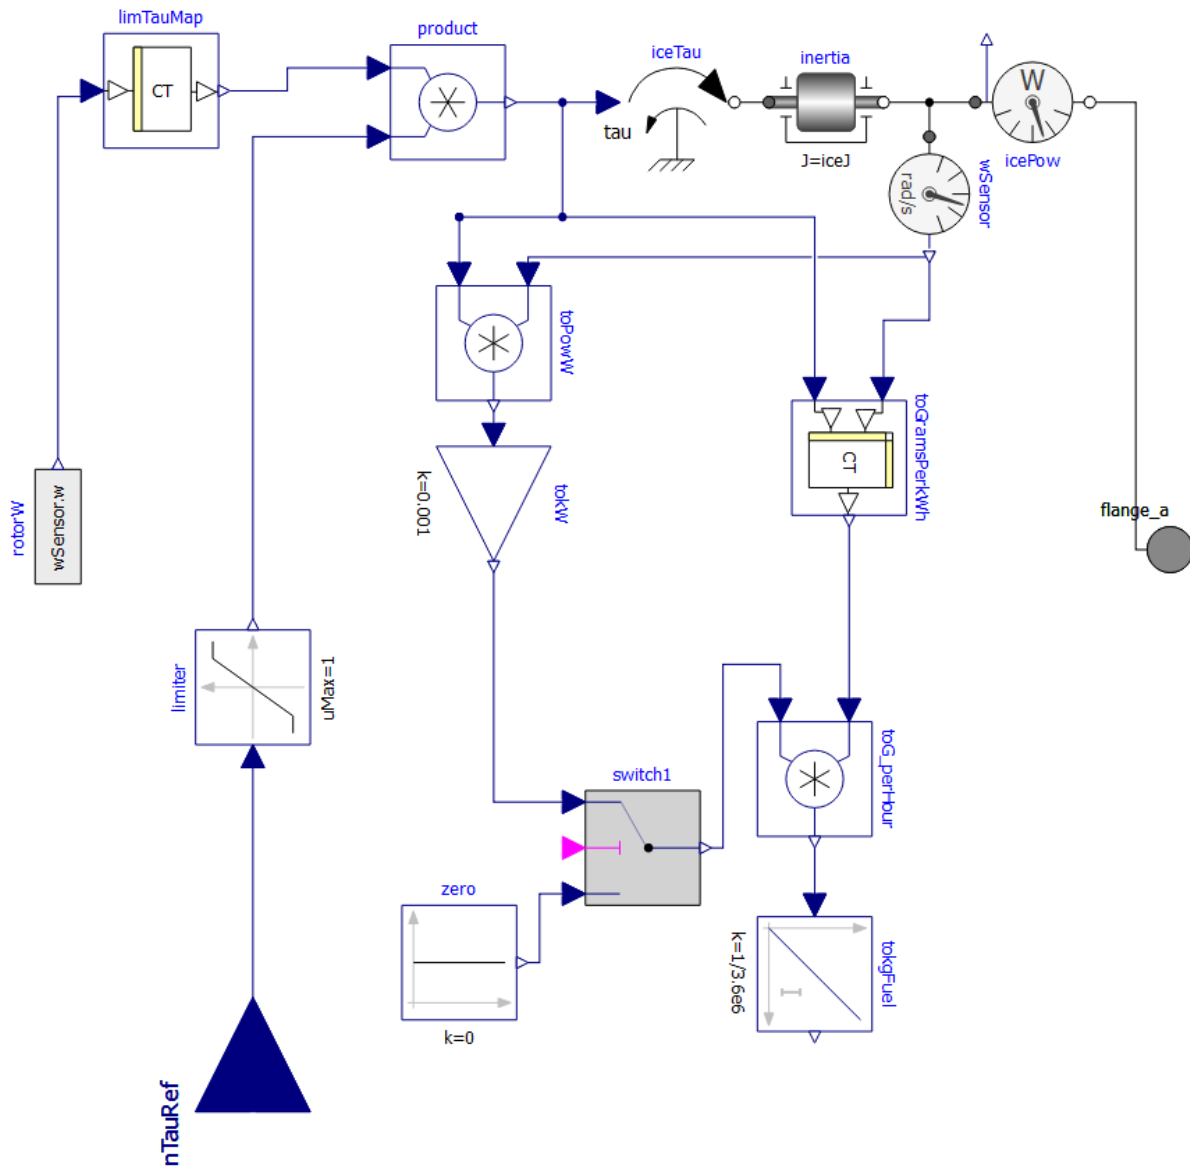 limTauMap
product
iceTau
inertia
W
CT
tau
J=iceJ
icePow
rad/s
wSensor
toPowW
toGramsPerkWh
CT
k=0.001
tokW
rotorW
wSensor.w
flange_a
limiter
uMax=1
switch1
toG_perHour
zero
k=0
k=1/3.6e6
I
tokgFuel
nTauRef